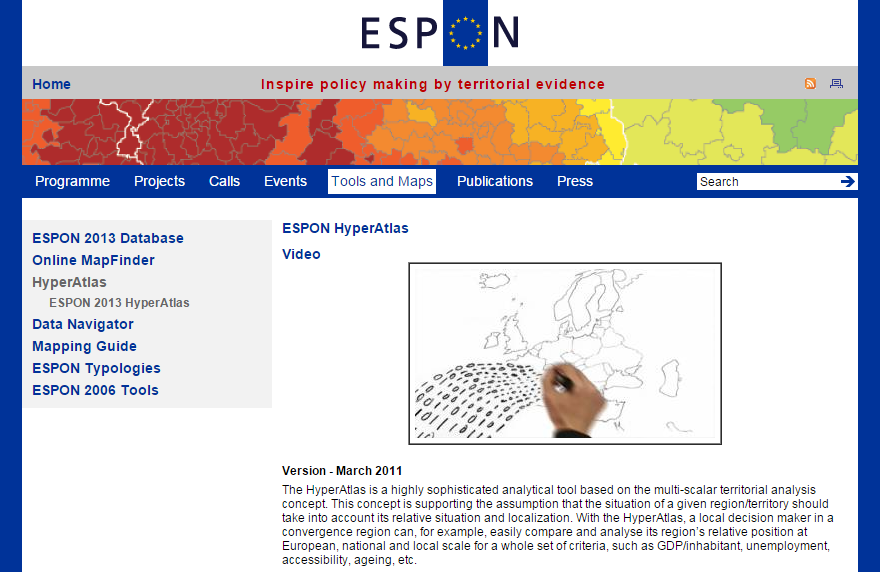 ESPON
Home
Inspire policy making by territorial evidence
Programme
Projects
Calls
Events
Tools and Maps
Publications
Press
Search
ESPON 2013 Database
Online MapFinder
HyperAtlas
ESPON 2013 HyperAtlas
Data Navigator
Mapping Guide
ESPON Typologies
ESPON 2006 Tools
ESPON HyperAtlas
Video
Version - March 2011
The HyperAtlas is a highly sophisticated analytical tool based on the multi-scalar territorial analysis
concept. This concept is supporting the assumption that the situation of a given region/territory should
take into account its relative situation and localization. With the HyperAtlas, a local decision maker in a
convergence region can, for example, easily compare and analyse its region's relative position at
European, national and local scale for a whole set of criteria, such as GDP/inhabitant, unemployment,
accessibility, ageing, etc.